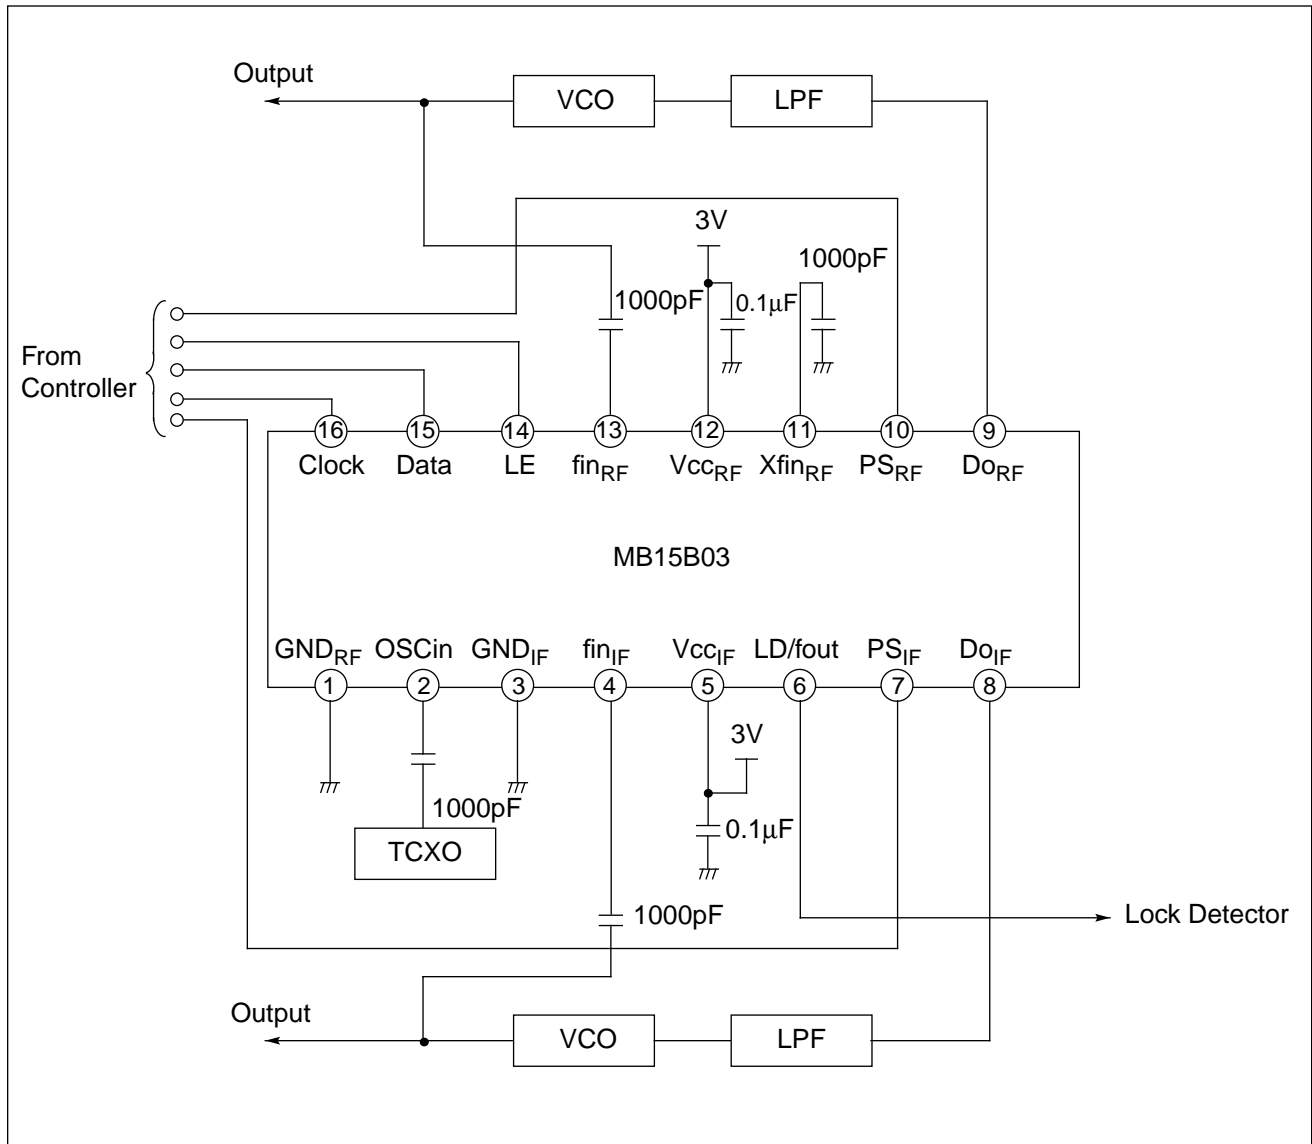 Output
VCO
LPF
3V
1000pF
1000pF
0.1μF
From
Controller
16 15 14 13 12 11 10 9
Clock Data LE finRF VccRF XfinRF PSRF DoRF
MB15B03
GNDRF OSCin GNDIF finIF VccIF LD/fout PSIF DoIF
1 2 3 4 5 6 7 8
3V
1000pF
0.1μF
TCXO
1000pF
Lock Detector
Output
VCO
LPF